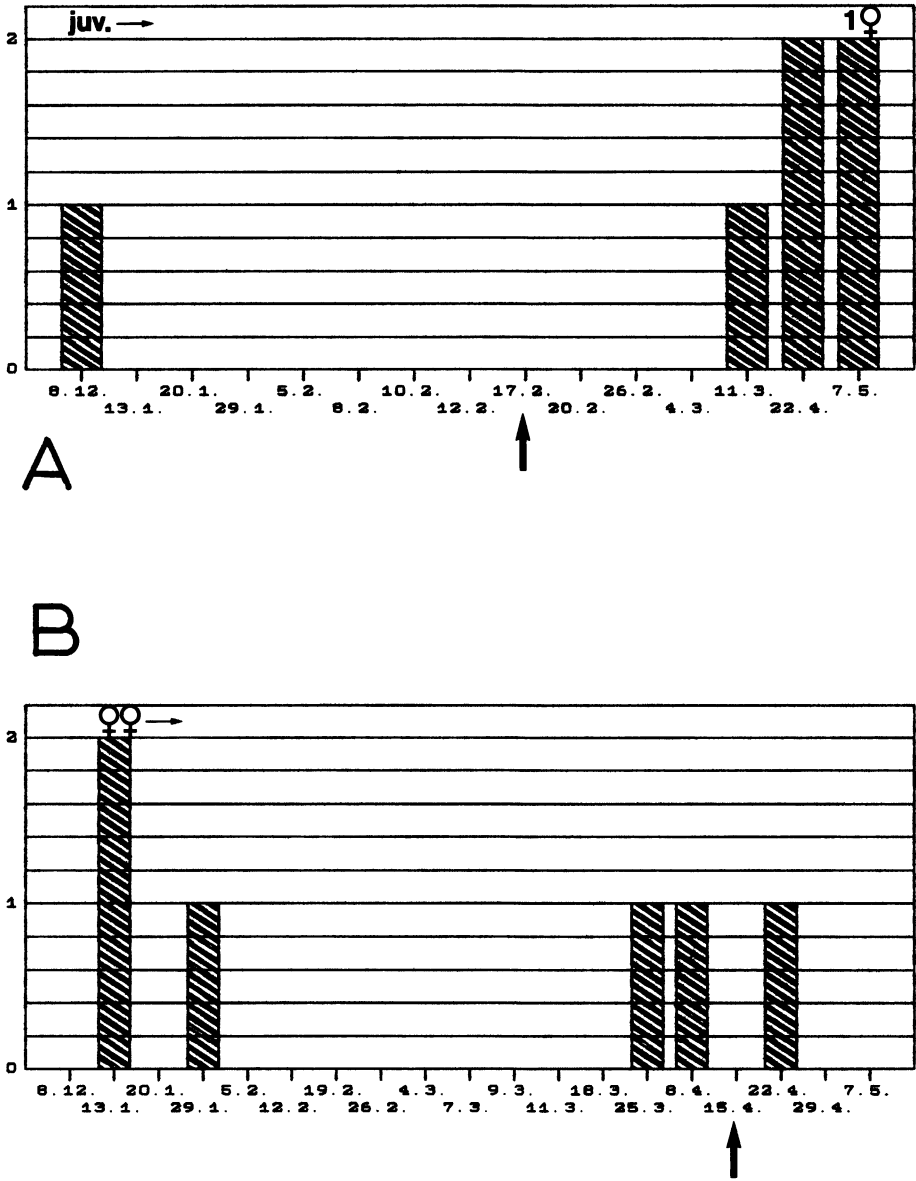 juv. → 1♀
2
1
0
8.12. 20.1. 5.2. 10.2. 17.2. 26.2. 11.3. 7.5.
13.1. 29.1. 8.2. 12.2. 20.2. 4.3. 22.4.
A
B
♀♀ →
2
1
0
8.12. 20.1. 5.2. 19.2. 4.3. 9.3. 18.3. 8.4. 22.4. 7.5.
13.1. 29.1. 12.2. 26.2. 7.3. 11.3. 25.3. 15.4. 29.4.